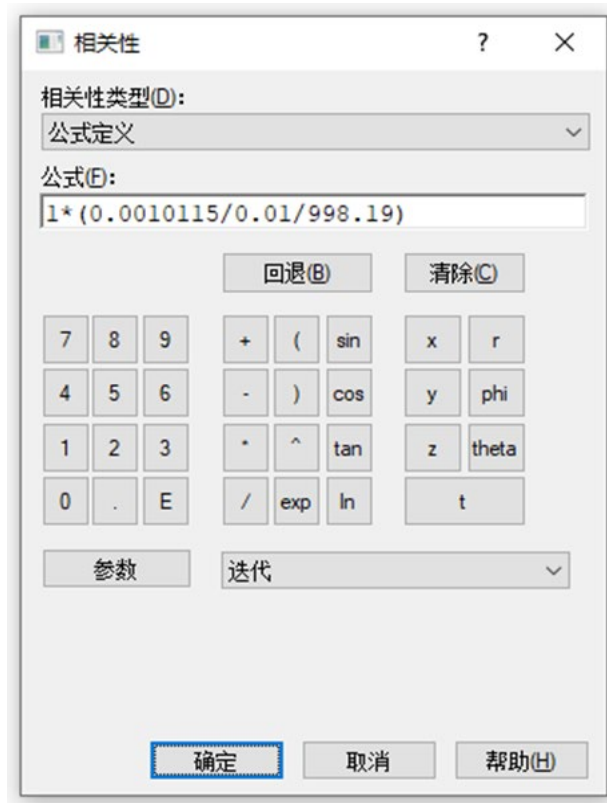 相关性 ? ×
相关性类型(D):
公式定义
公式(F):
1*(0.0010115/0.01/998.19)
回退(B) 清除(C)
7 8 9 + ( sin x r
4 5 6 - ) cos y phi
1 2 3 * ^ tan z theta
0 . E / exp ln t
参数 迭代
确定 取消 帮助(H)